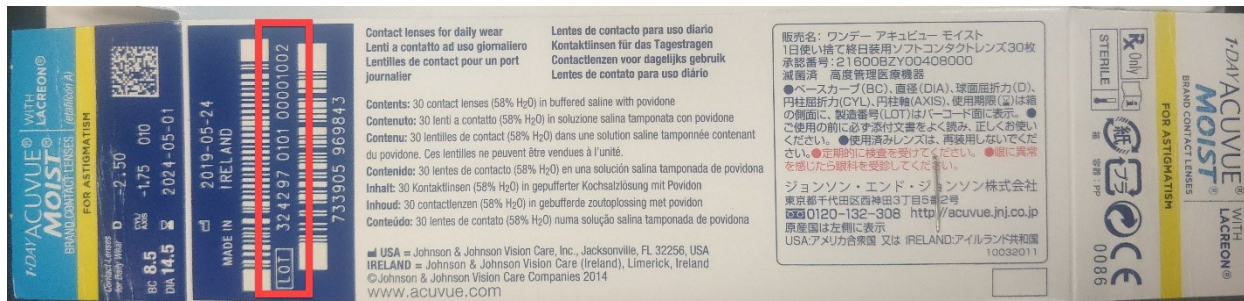 1·DAY ACUVUE® WITH
MOIST® LACREON®
BRAND CONTACT LENSES (etafilcon A)
FOR ASTIGMATISM
Contact Lenses
for Daily Wear
D -2.50
CYL/AXIS -1.75 010
BC 8.5
DIA 14.5 2024-05-01
2019-05-24
MADE IN IRELAND
LOT 324297 0101 00001002
733905 969843
Contact lenses for daily wear
Lenti a contatto ad uso giornaliero
Lentilles de contact pour un port
journalier
Lentes de contacto para uso diario
Kontaktlinsen für das Tagestragen
Contactlenzen voor dagelijks gebruik
Lentes de contato para uso diário
Contents: 30 contact lenses (58% H₂O) in buffered saline with povidone
Contenuto: 30 lenti a contatto (58% H₂O) in soluzione salina tamponata con povidone
Contenu: 30 lentilles de contact (58% H₂O) dans une solution saline tamponnée contenant
du povidone. Ces lentilles ne peuvent être vendues à l'unité.
Contenido: 30 lentes de contacto (58% H₂O) en una solución salina tamponada de povidona
Inhalt: 30 Kontaktlinsen (58% H₂O) in gepufferter Kochsalzlösung mit Povidon
Inhoud: 30 contactlenzen (58% H₂O) in gebufferde zoutoplossing met povidon
Conteúdo: 30 lentes de contato (58% H₂O) numa solução salina tamponada de povidona
USA = Johnson & Johnson Vision Care, Inc., Jacksonville, FL 32256, USA
IRELAND = Johnson & Johnson Vision Care (Ireland), Limerick, Ireland
©Johnson & Johnson Vision Care Companies 2014
www.acuvue.com
販売名: ワンデー アキュビュー モイスト
1日使い捨て終日装用ソフトコンタクトレンズ30枚
承認番号: 21600BZY00408000
滅菌済 高度管理医療機器
●ベースカーブ(BC)、直径(DIA)、球面屈折力(D)、
円柱屈折力(CYL)、円柱軸(AXIS)、使用期限(⌛)は箱
の側面に、製造番号(LOT)はバーコード面に表示。●
ご使用の前に必ず添付文書をよく読み、正しくお使い
ください。●使用済みレンズは、再装用しないでくだ
さい。●定期的に検査を受けてください。●眼に異常
を感じたら眼科を受診してください。
ジョンソン・エンド・ジョンソン株式会社
東京都千代田区西神田3丁目5番2号
0120-132-308 http://acuvue.jnj.co.jp
原産国は左側に表示
USA:アメリカ合衆国 又は IRELAND:アイルランド共和国
10032011
STERILE
Rx Only
箱 紙
容器: PP プラ
CE
0086
FOR ASTIGMATISM
1·DAY ACUVUE® WITH
MOIST® LACREON®
BRAND CONTACT LENSES